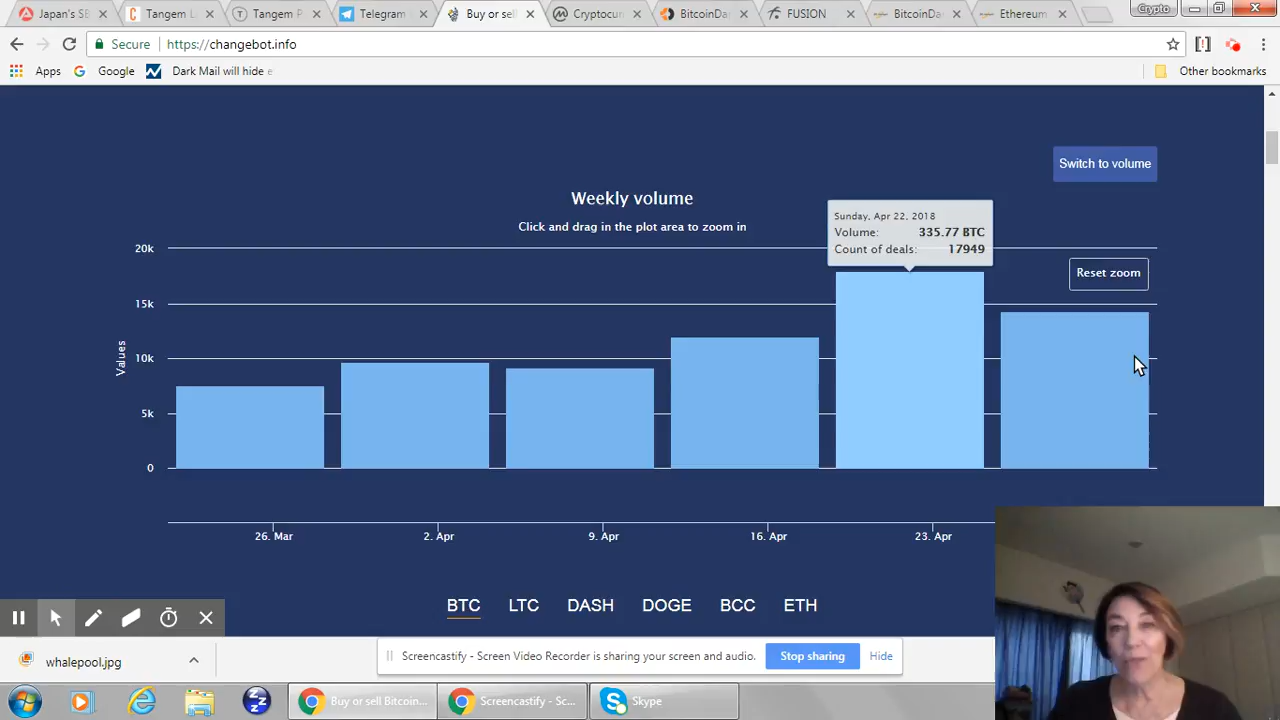 Japan's SB
Tangem L
Tangem P
Telegram
Buy or sel
Cryptocur
BitcoinDa
FUSION
BitcoinDa
Ethereum
Crypto
Secure
https://changebot.info
Apps
Google
Dark Mail will hide e
Other bookmarks
Switch to volume
Weekly volume
Click and drag in the plot area to zoom in
Sunday, Apr 22, 2018
Volume: 335.77 BTC
Count of deals: 17949
Reset zoom
20k
15k
10k
5k
0
Values
26. Mar
2. Apr
9. Apr
16. Apr
23. Apr
BTC
LTC
DASH
DOGE
BCC
ETH
whalepool.jpg
Screencastify - Screen Video Recorder is sharing your screen and audio.
Stop sharing
Hide
Buy or sell Bitcoin...
Screencastify - Sc...
Skype